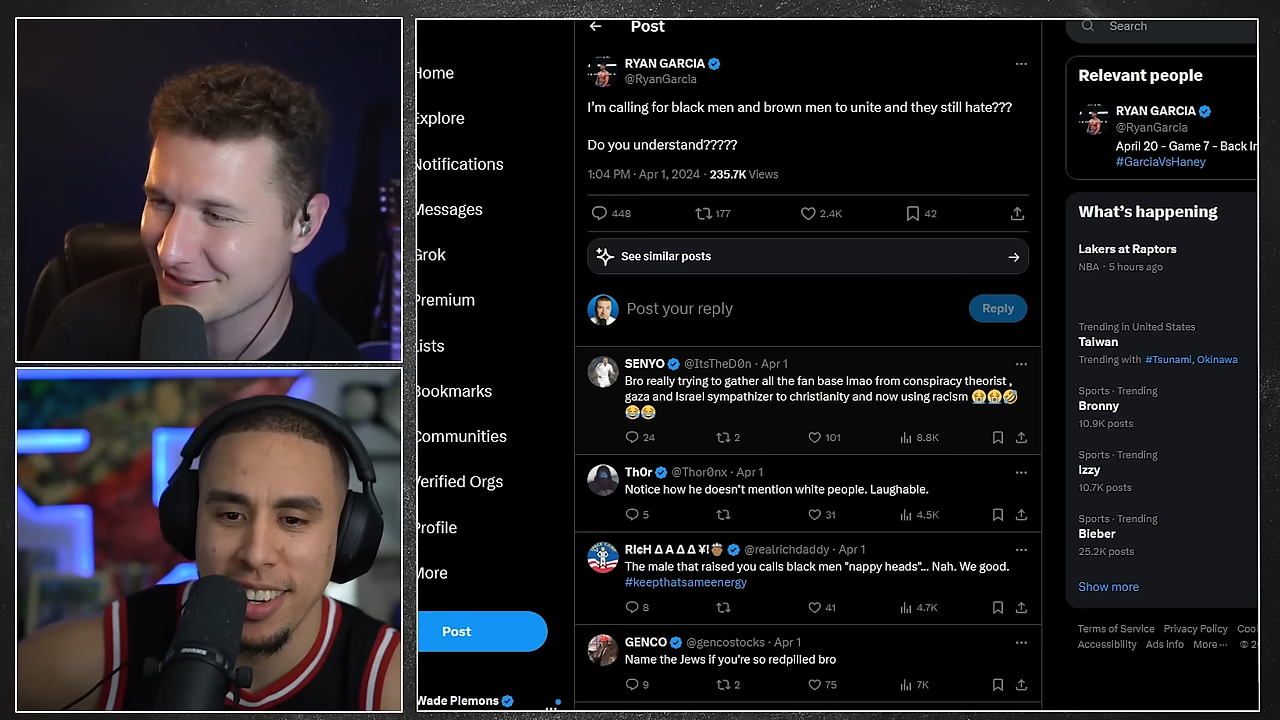 Home
Explore
Notifications
Messages
Grok
Premium
Lists
Bookmarks
Communities
Verified Orgs
Profile
More
Post
Wade Plemons
Post
RYAN GARCIA
@RyanGarcia
I'm calling for black men and brown men to unite and they still hate???
Do you understand?????
1:04 PM · Apr 1, 2024 · 235.7K Views
448 177 2.4K 42
See similar posts
Post your reply
Reply
SENYO @ItsTheD0n · Apr 1
Bro really trying to gather all the fan base lmao from conspiracy theorist ,
gaza and Israel sympathizer to christianity and now using racism 😭😭🤣
😂😂
24 2 101 8.8K
Th0r @Thor0nx · Apr 1
Notice how he doesn't mention white people. Laughable.
5 31 4.5K
RI¢H Δ A Δ Δ ¥! @realrichdaddy · Apr 1
The male that raised you calls black men "nappy heads"... Nah. We good.
#keepthatsameenergy
8 41 4.7K
GENCO @gencostocks · Apr 1
Name the Jews if you're so redpilled bro
9 2 75 7K
Search
Relevant people
RYAN GARCIA
@RyanGarcia
April 20 - Game 7 - Back In
#GarciaVsHaney
What's happening
Lakers at Raptors
NBA · 5 hours ago
Trending in United States
Taiwan
Trending with #Tsunami, Okinawa
Sports · Trending
Bronny
10.9K posts
Sports · Trending
Izzy
10.7K posts
Sports · Trending
Bieber
25.2K posts
Show more
Terms of Service Privacy Policy Coo
Accessibility Ads info More ··· © 2